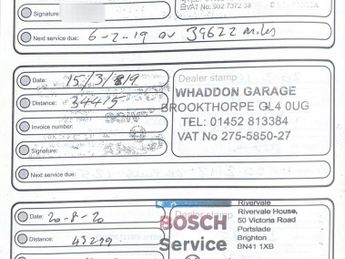 VAT No: 902 7372 38
Signature:
Next service due: 6-2-19 or 39622 miles
Date: 15/3/19
Distance: 34415
Invoice number:
Signature:
Next service due:
Dealer stamp
WHADDON GARAGE
BROOKTHORPE GL4 0UG
TEL: 01452 813384
VAT No 275-5850-27
Date: 20-8-20
Distance: 43299
BOSCH
Service
Rivervale
Rivervale House,
50 Victoria Road
Portslade
Brighton
BN41 1XB